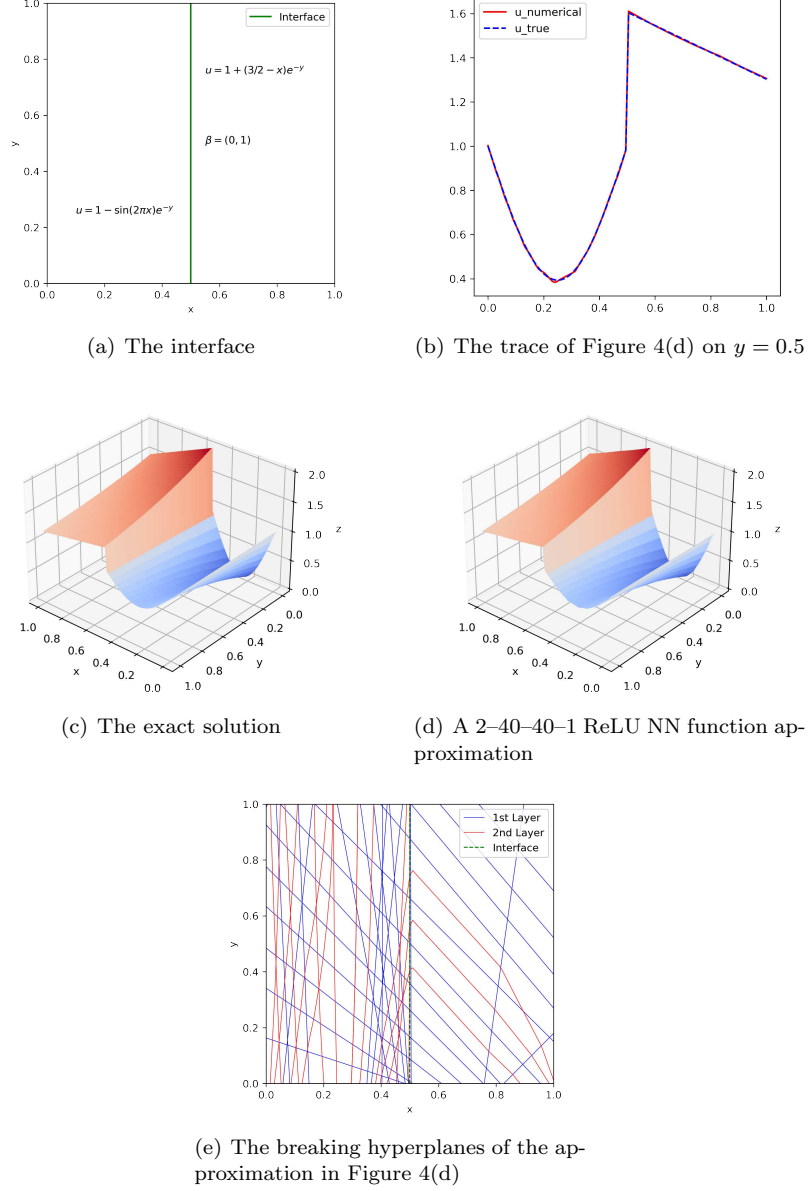 1.0
0.8
0.6
0.4
0.2
0.0
y
0.0 0.2 0.4 0.6 0.8 1.0
x
Interface
u = 1 + (3/2 − x)e^{−y}
β = (0, 1)
u = 1 − sin(2πx)e^{−y}
(a) The interface
1.6
1.4
1.2
1.0
0.8
0.6
0.4
0.0 0.2 0.4 0.6 0.8 1.0
u_numerical
u_true
(b) The trace of Figure 4(d) on y = 0.5
2.0
1.5
1.0
0.5
0.0
z
1.0 0.8 0.6 0.4 0.2 0.0
x
0.0 0.2 0.4 0.6 0.8 1.0
y
(c) The exact solution
2.0
1.5
1.0
0.5
0.0
z
1.0 0.8 0.6 0.4 0.2 0.0
x
0.0 0.2 0.4 0.6 0.8 1.0
y
(d) A 2–40–40–1 ReLU NN function ap-
proximation
1.0
0.8
0.6
0.4
0.2
0.0
y
0.0 0.2 0.4 0.6 0.8 1.0
x
1st Layer
2nd Layer
Interface
(e) The breaking hyperplanes of the ap-
proximation in Figure 4(d)